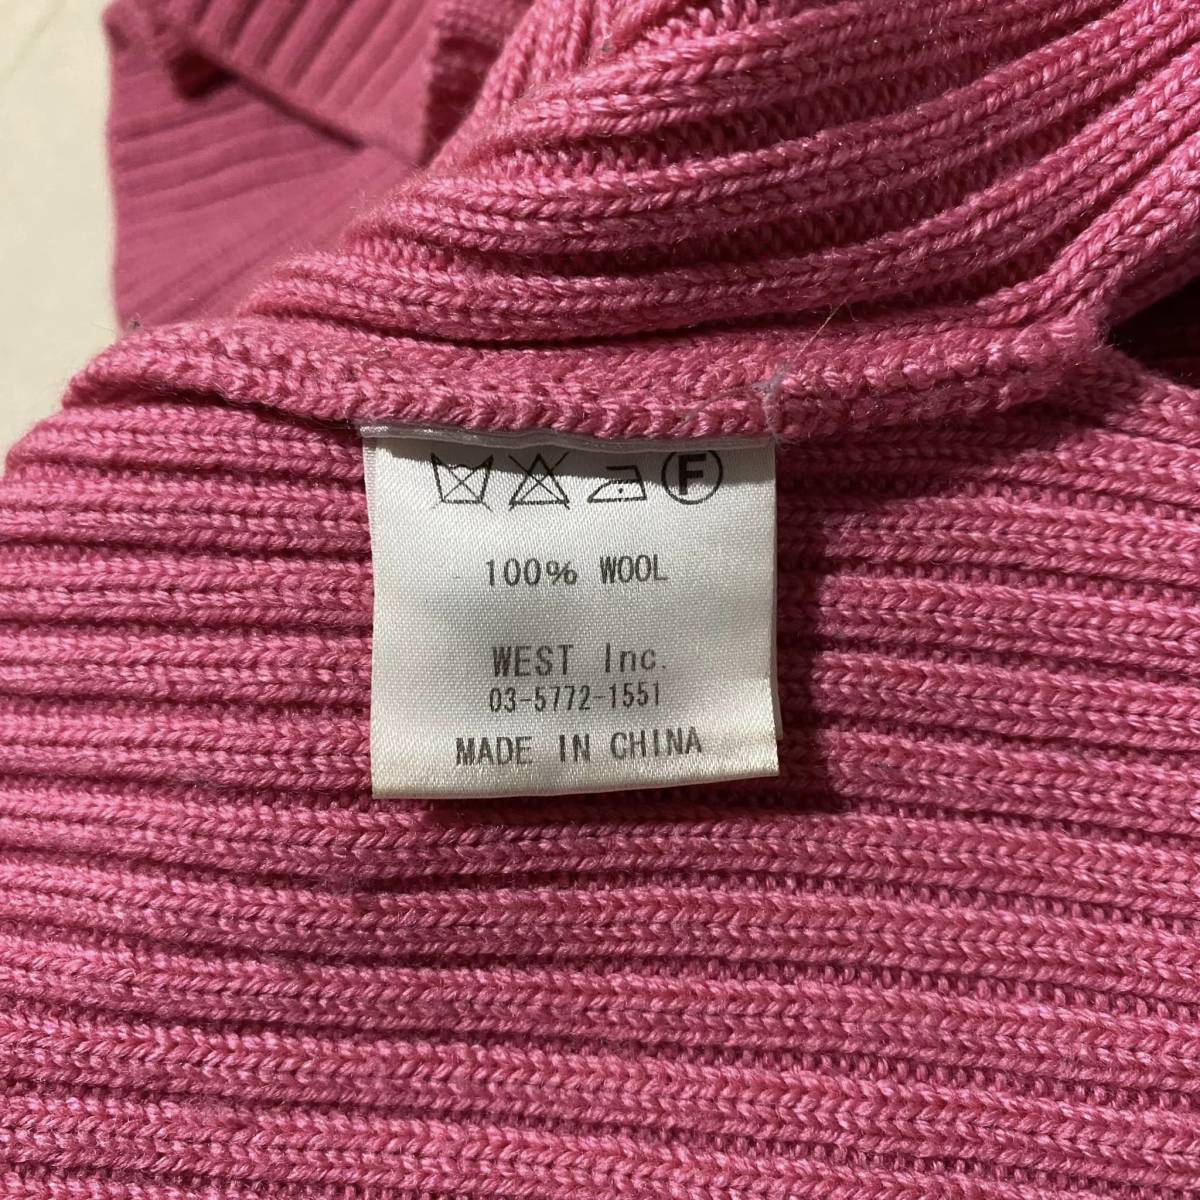 F
100% WOOL
WEST Inc.
03-5772-1551
MADE IN CHINA